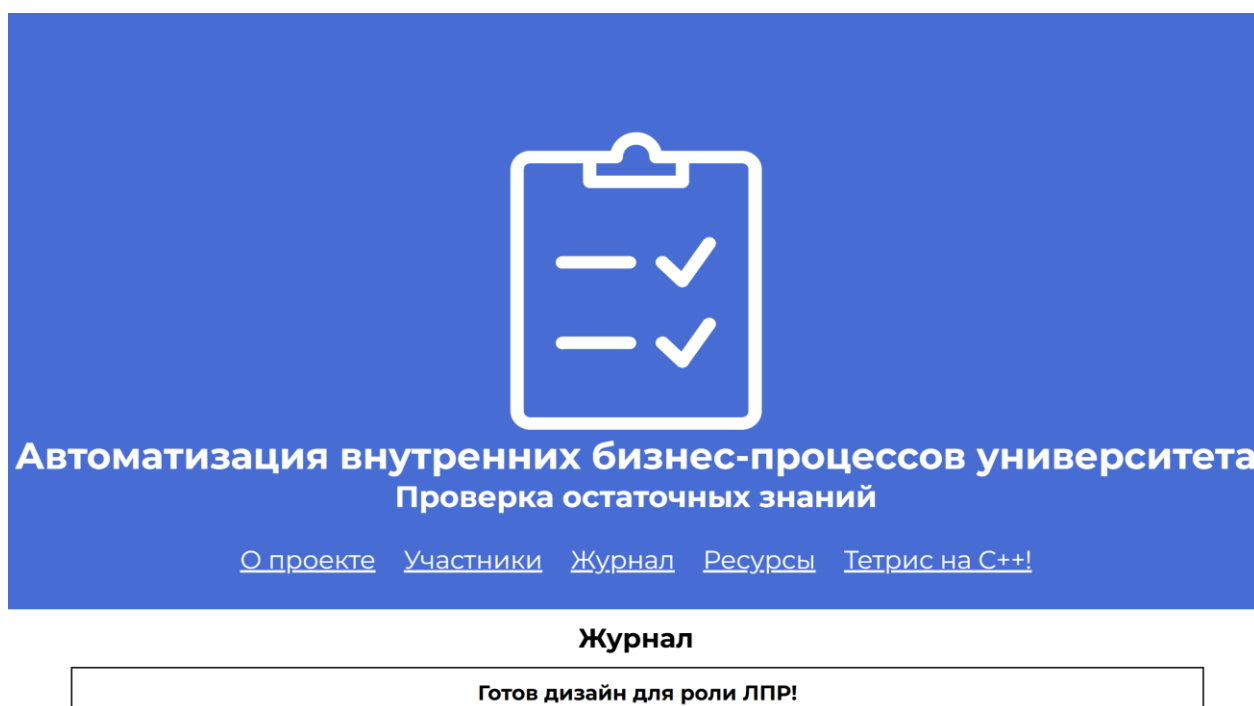 Автоматизация внутренних бизнес-процессов университета
Проверка остаточных знаний
О проекте Участники Журнал Ресурсы Тетрис на C++!
Журнал
Готов дизайн для роли ЛПР!